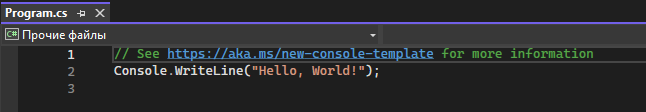 Program.cs
C# Прочие файлы
1 // See https://aka.ms/new-console-template for more information
2 Console.WriteLine("Hello, World!");
3